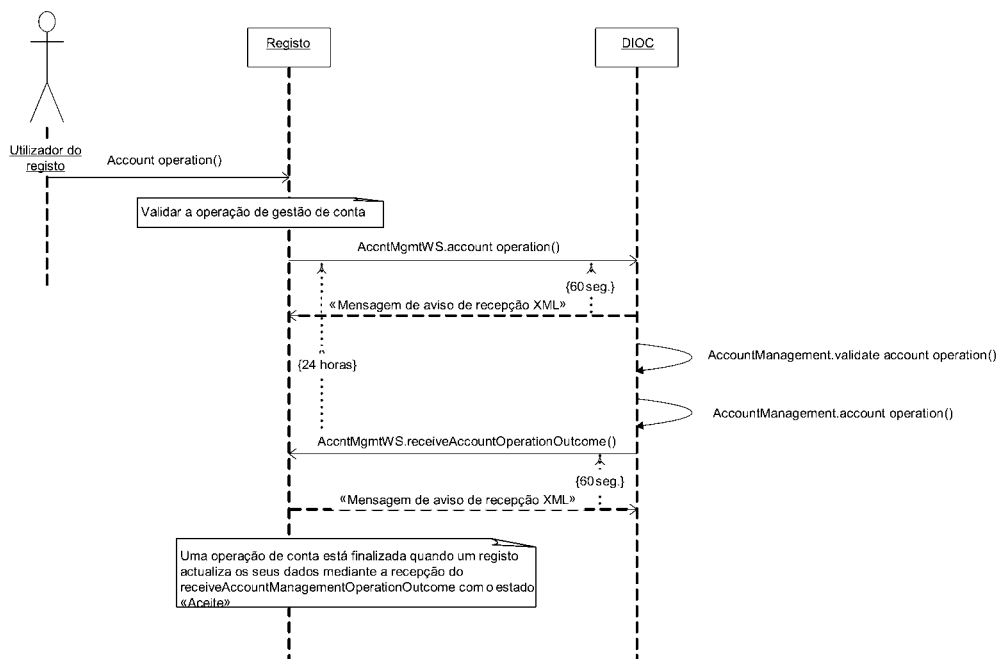 Registo
DIOC
Utilizador do
registo
Account operation()
Validar a operação de gestão de conta
AccntMgmtWS.account operation()
{60 seg.}
«Mensagem de aviso de recepção XML»
AccountManagement.validate account operation()
{24 horas}
AccountManagement.account operation()
AccntMgmtWS.receiveAccountOperationOutcome()
{60 seg.}
«Mensagem de aviso de recepção XML»
Uma operação de conta está finalizada quando um registo
actualiza os seus dados mediante a recepção do
receiveAccountManagementOperationOutcome com o estado
«Aceite»